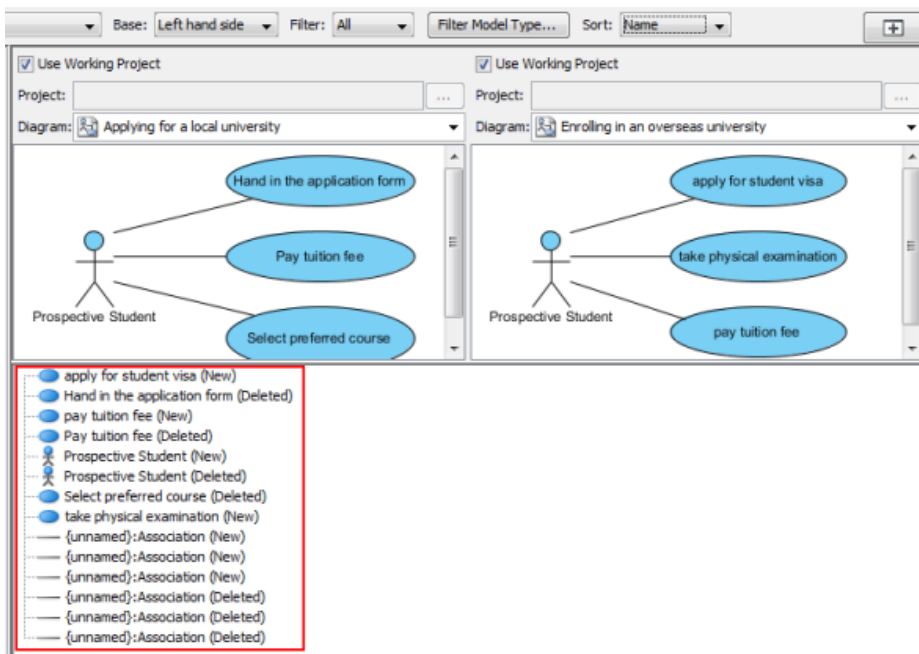 Base: Left hand side Filter: All Filter Model Type... Sort: Name
Use Working Project
Project: ...
Diagram: Applying for a local university
Hand in the application form
Pay tuition fee
Prospective Student
Select preferred course
Use Working Project
Project: ...
Diagram: Enrolling in an overseas university
apply for student visa
take physical examination
Prospective Student
pay tuition fee
apply for student visa (New)
Hand in the application form (Deleted)
pay tuition fee (New)
Pay tuition fee (Deleted)
Prospective Student (New)
Prospective Student (Deleted)
Select preferred course (Deleted)
take physical examination (New)
{unnamed}:Association (New)
{unnamed}:Association (New)
{unnamed}:Association (New)
{unnamed}:Association (Deleted)
{unnamed}:Association (Deleted)
{unnamed}:Association (Deleted)